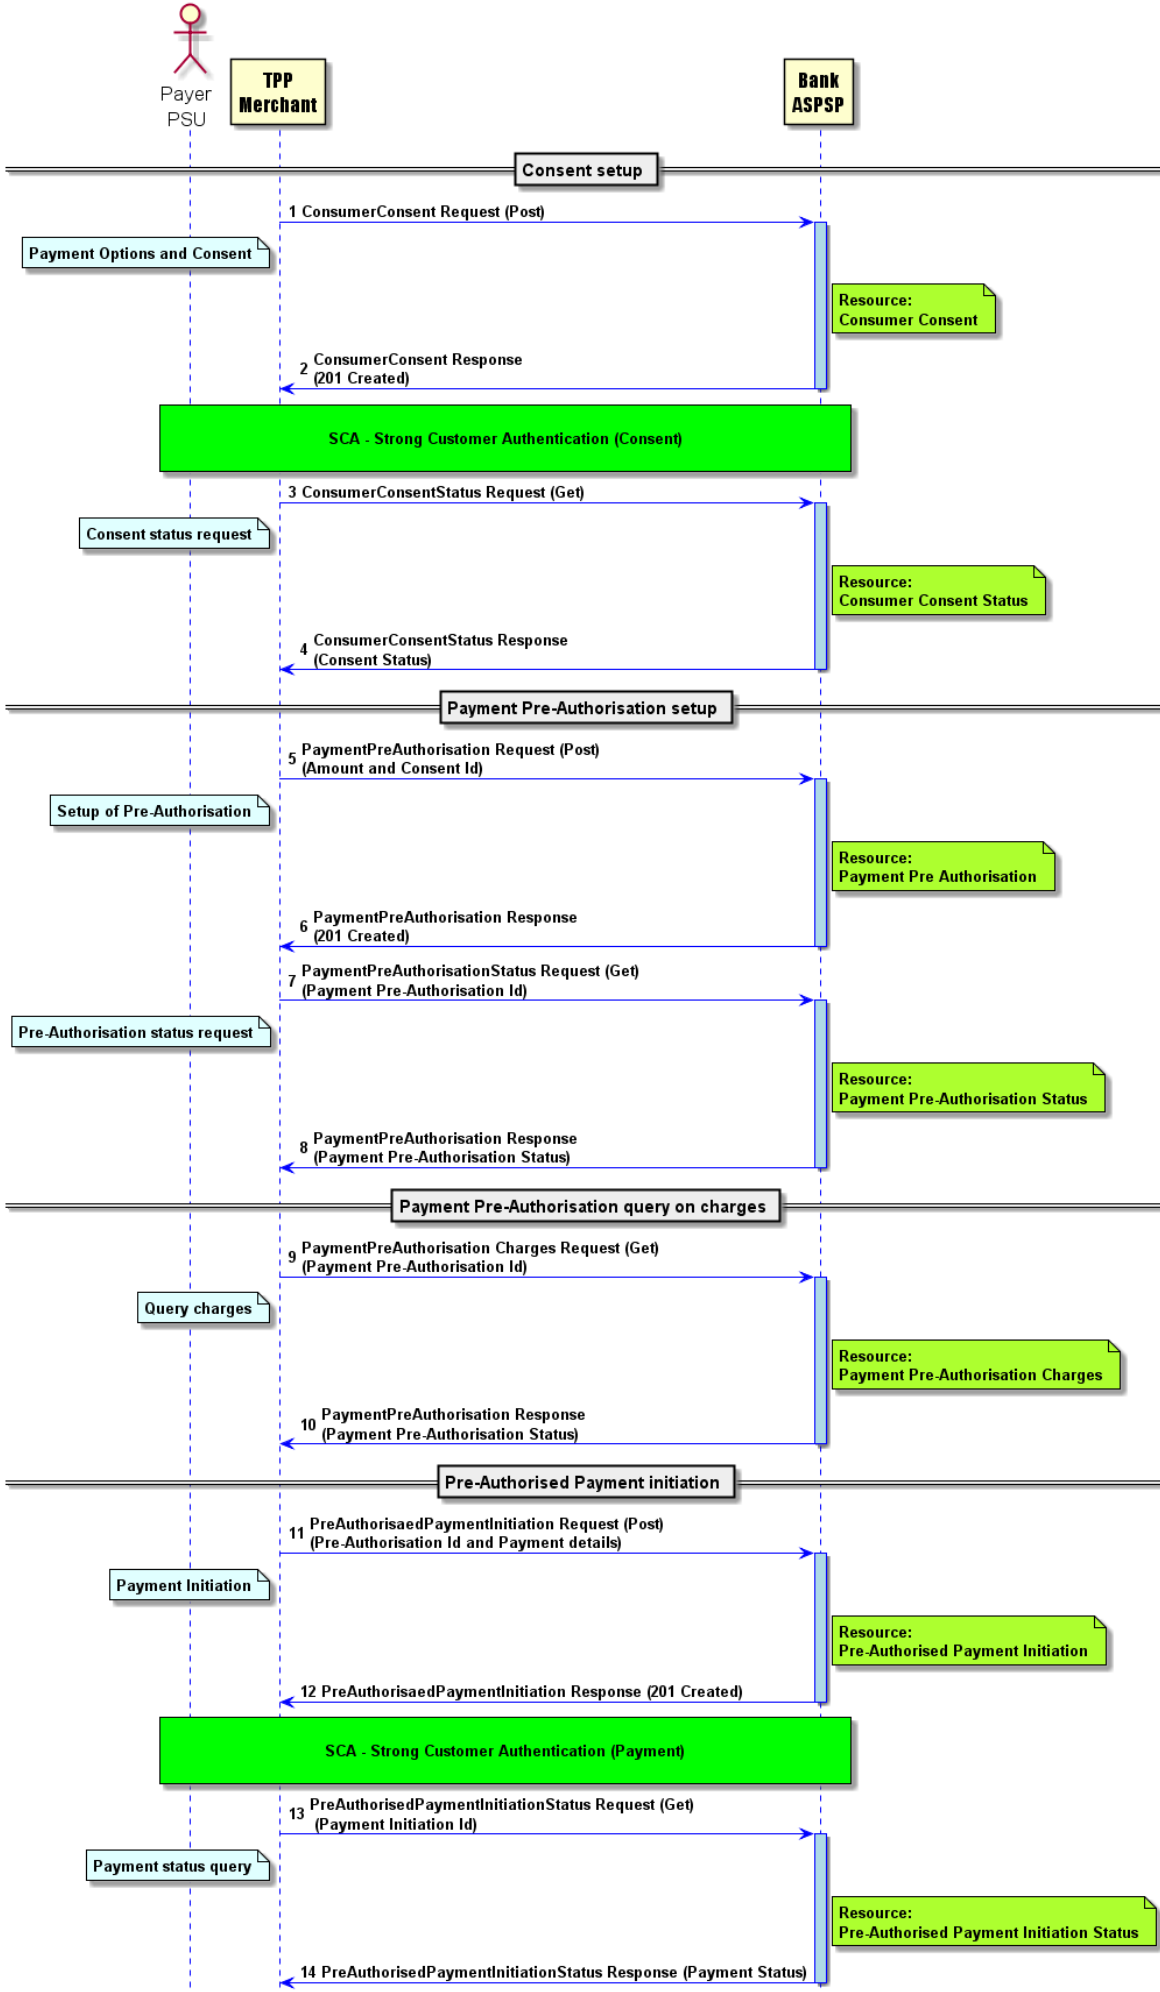 Payer
PSU
TPP
Merchant
Bank
ASPSP
Consent setup
1 ConsumerConsent Request (Post)
Payment Options and Consent
Resource:
Consumer Consent
2 ConsumerConsent Response
(201 Created)
SCA - Strong Customer Authentication (Consent)
3 ConsumerConsentStatus Request (Get)
Consent status request
Resource:
Consumer Consent Status
4 ConsumerConsentStatus Response
(Consent Status)
Payment Pre-Authorisation setup
5 PaymentPreAuthorisation Request (Post)
(Amount and Consent Id)
Setup of Pre-Authorisation
Resource:
Payment Pre Authorisation
6 PaymentPreAuthorisation Response
(201 Created)
7 PaymentPreAuthorisationStatus Request (Get)
(Payment Pre-Authorisation Id)
Pre-Authorisation status request
Resource:
Payment Pre-Authorisation Status
8 PaymentPreAuthorisation Response
(Payment Pre-Authorisation Status)
Payment Pre-Authorisation query on charges
9 PaymentPreAuthorisation Charges Request (Get)
(Payment Pre-Authorisation Id)
Query charges
Resource:
Payment Pre-Authorisation Charges
10 PaymentPreAuthorisation Response
(Payment Pre-Authorisation Status)
Pre-Authorised Payment initiation
11 PreAuthorisaedPaymentInitiation Request (Post)
(Pre-Authorisation Id and Payment details)
Payment Initiation
Resource:
Pre-Authorised Payment Initiation
12 PreAuthorisaedPaymentInitiation Response (201 Created)
SCA - Strong Customer Authentication (Payment)
13 PreAuthorisedPaymentInitiationStatus Request (Get)
(Payment Initiation Id)
Payment status query
Resource:
Pre-Authorised Payment Initiation Status
14 PreAuthorisedPaymentInitiationStatus Response (Payment Status)